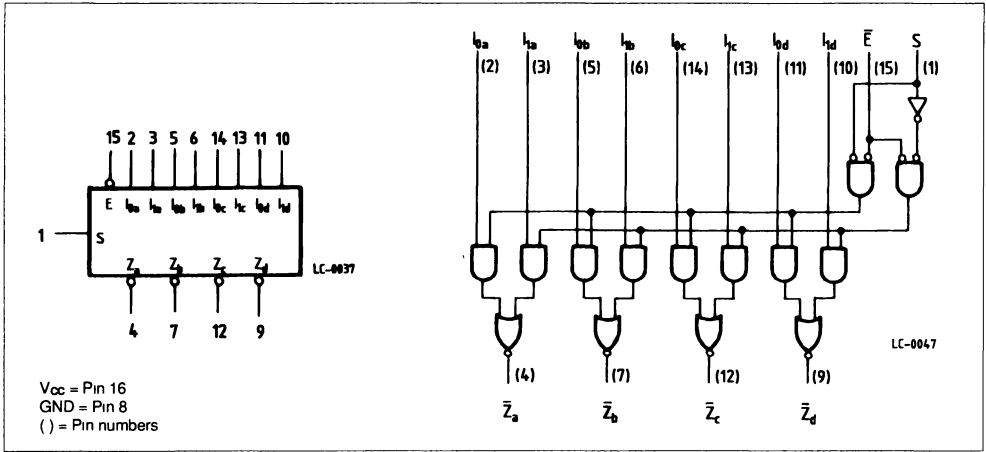 15 2 3 5 6 14 13 11 10
E I0a I1a I0b I1b I0c I1c I0d I1d
1 S
Za Zb Zc Zd
LC-0037
4 7 12 9
VCC = Pin 16
GND = Pin 8
( ) = Pin numbers
I0a I1a I0b I1b I0c I1c I0d I1d E̅ S
(2) (3) (5) (6) (14) (13) (11) (10) (15) (1)
LC-0047
(4) (7) (12) (9)
Z̅a Z̅b Z̅c Z̅d